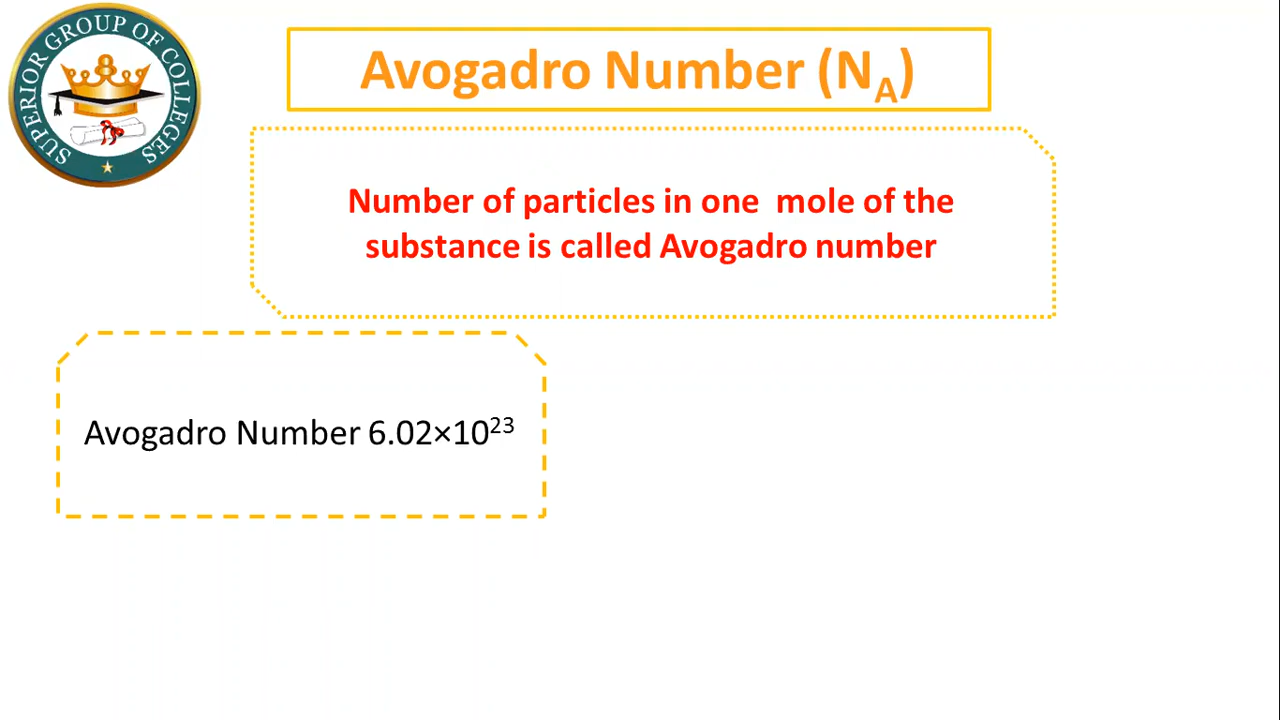 SUPERIOR GROUP OF COLLEGES
Avogadro Number (N_A)
Number of particles in one mole of the
substance is called Avogadro number
Avogadro Number 6.02×10²³